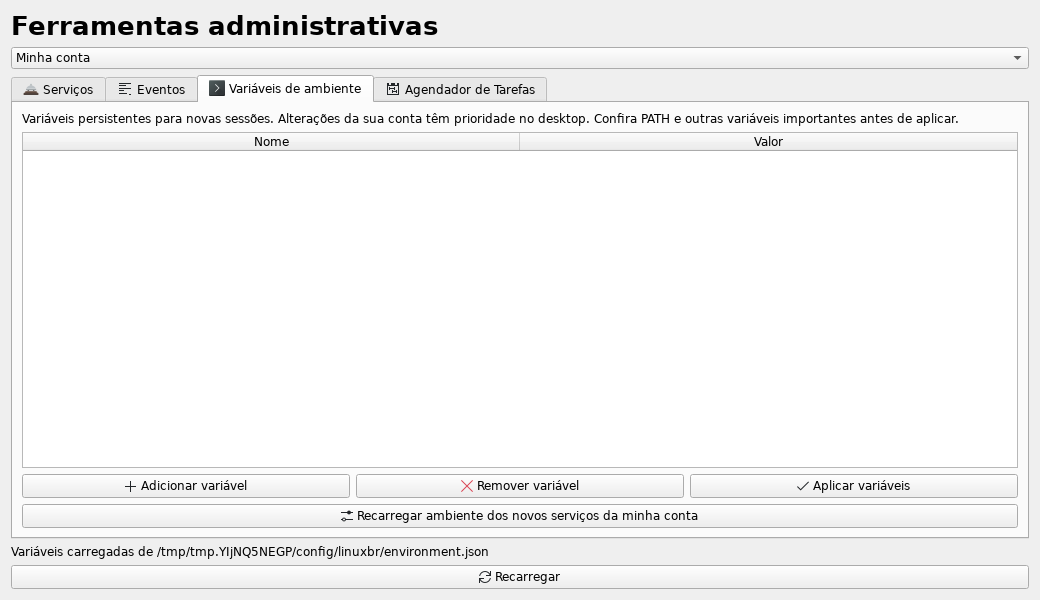 Ferramentas administrativas
Minha conta
Serviços
Eventos
Variáveis de ambiente
Agendador de Tarefas
Variáveis persistentes para novas sessões. Alterações da sua conta têm prioridade no desktop. Confira PATH e outras variáveis importantes antes de aplicar.
Nome
Valor
Adicionar variável
Remover variável
Aplicar variáveis
Recarregar ambiente dos novos serviços da minha conta
Variáveis carregadas de /tmp/tmp.YIjNQ5NEGP/config/linuxbr/environment.json
Recarregar